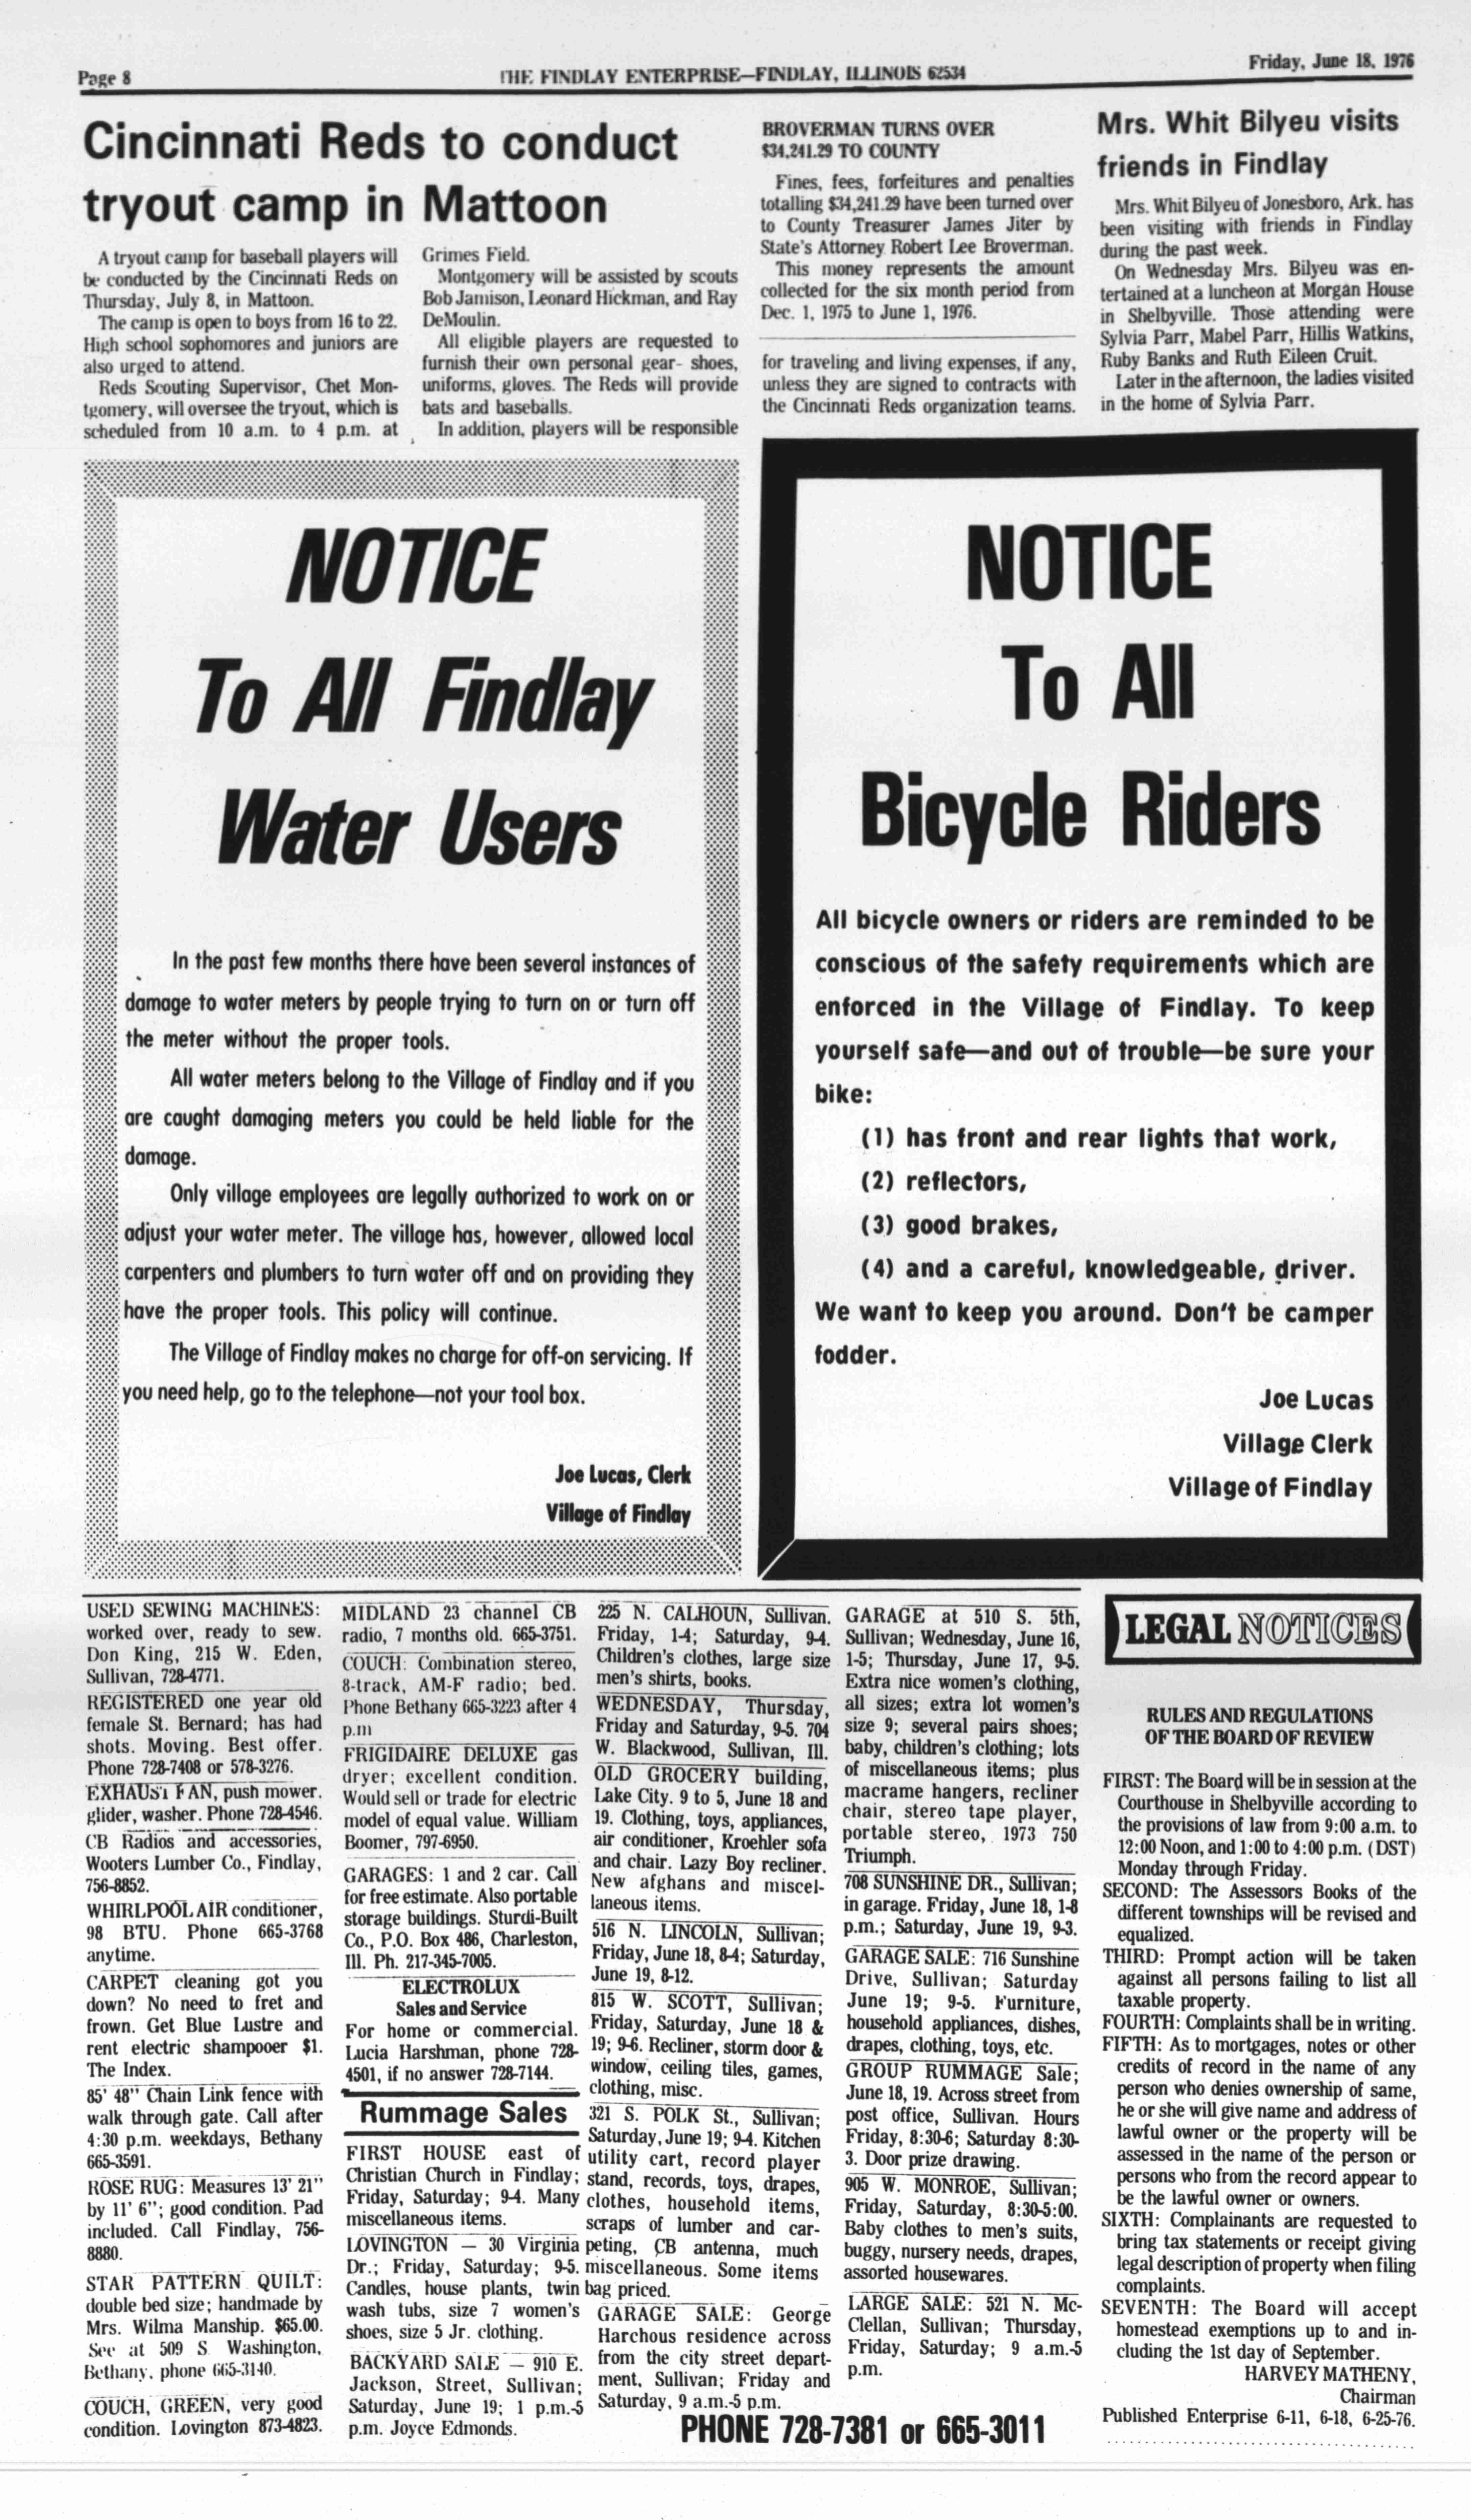 Page 8
THE FINDLAY ENTERPRISE—FINDLAY, ILLINOIS 62534
Friday, June 18, 1976
Cincinnati Reds to conduct
tryout camp in Mattoon
A tryout camp for baseball players will
be conducted by the Cincinnati Reds on
Thursday, July 8, in Mattoon.
The camp is open to boys from 16 to 22.
High school sophomores and juniors are
also urged to attend.
Reds Scouting Supervisor, Chet Mon-
tgomery, will oversee the tryout, which is
scheduled from 10 a.m. to 4 p.m. at
Grimes Field.
Montgomery will be assisted by scouts
Bob Jamison, Leonard Hickman, and Ray
DeMoulin.
All eligible players are requested to
furnish their own personal gear- shoes,
uniforms, gloves. The Reds will provide
bats and baseballs.
In addition, players will be responsible
for traveling and living expenses, if any,
unless they are signed to contracts with
the Cincinnati Reds organization teams.
BROVERMAN TURNS OVER
$34,241.29 TO COUNTY
Fines, fees, forfeitures and penalties
totalling $34,241.29 have been turned over
to County Treasurer James Jiter by
State's Attorney Robert Lee Broverman.
This money represents the amount
collected for the six month period from
Dec. 1, 1975 to June 1, 1976.
Mrs. Whit Bilyeu visits
friends in Findlay
Mrs. Whit Bilyeu of Jonesboro, Ark. has
been visiting with friends in Findlay
during the past week.
On Wednesday Mrs. Bilyeu was en-
tertained at a luncheon at Morgan House
in Shelbyville. Those attending were
Sylvia Parr, Mabel Parr, Hillis Watkins,
Ruby Banks and Ruth Eileen Cruit.
Later in the afternoon, the ladies visited
in the home of Sylvia Parr.
NOTICE
To All Findlay
Water Users
In the past few months there have been several instances of
damage to water meters by people trying to turn on or turn off
the meter without the proper tools.
All water meters belong to the Village of Findlay and if you
are caught damaging meters you could be held liable for the
damage.
Only village employees are legally authorized to work on or
adjust your water meter. The village has, however, allowed local
carpenters and plumbers to turn water off and on providing they
have the proper tools. This policy will continue.
The Village of Findlay makes no charge for off-on servicing. If
you need help, go to the telephone—not your tool box.
Joe Lucas, Clerk
Village of Findlay
NOTICE
To All
Bicycle Riders
All bicycle owners or riders are reminded to be
conscious of the safety requirements which are
enforced in the Village of Findlay. To keep
yourself safe—and out of trouble—be sure your
bike:
(1) has front and rear lights that work,
(2) reflectors,
(3) good brakes,
(4) and a careful, knowledgeable, driver.
We want to keep you around. Don't be camper
fodder.
Joe Lucas
Village Clerk
Village of Findlay
USED SEWING MACHINES:
worked over, ready to sew.
Don King, 215 W. Eden,
Sullivan, 728-4771.
REGISTERED one year old
female St. Bernard; has had
shots. Moving. Best offer.
Phone 728-7408 or 578-3276.
EXHAUST FAN, push mower.
glider, washer. Phone 728-4546.
CB Radios and accessories,
Wooters Lumber Co., Findlay,
756-8852.
WHIRLPOOL AIR conditioner,
98 BTU. Phone 665-3768
anytime.
CARPET cleaning got you
down? No need to fret and
frown. Get Blue Lustre and
rent electric shampooer $1.
The Index.
85' 48" Chain Link fence with
walk through gate. Call after
4:30 p.m. weekdays, Bethany
665-3591.
ROSE RUG: Measures 13' 21"
by 11' 6"; good condition. Pad
included. Call Findlay, 756-
8880.
STAR PATTERN QUILT:
double bed size; handmade by
Mrs. Wilma Manship. $65.00.
See at 509 S Washington,
Bethany, phone 665-3140.
COUCH, GREEN, very good
condition. Lovington 873-4823.
MIDLAND 23 channel CB
radio, 7 months old. 665-3751.
COUCH: Combination stereo,
8-track, AM-F radio; bed.
Phone Bethany 665-3223 after 4
p.m
FRIGIDAIRE DELUXE gas
dryer; excellent condition.
Would sell or trade for electric
model of equal value. William
Boomer, 797-6950.
GARAGES: 1 and 2 car. Call
for free estimate. Also portable
storage buildings. Sturdi-Built
Co., P.O. Box 486, Charleston,
Ill. Ph. 217-345-7005.
ELECTROLUX
Sales and Service
For home or commercial.
Lucia Harshman, phone 728-
4501, if no answer 728-7144.
Rummage Sales
FIRST HOUSE east of
Christian Church in Findlay;
Friday, Saturday; 9-4. Many
miscellaneous items.
LOVINGTON — 30 Virginia
Dr.; Friday, Saturday; 9-5.
Candles, house plants, twin
wash tubs, size 7 women's
shoes, size 5 Jr. clothing.
BACKYARD SALE — 910 E.
Jackson, Street, Sullivan;
Saturday, June 19; 1 p.m.-5
p.m. Joyce Edmonds.
225 N. CALHOUN, Sullivan.
Friday, 1-4; Saturday, 9-4.
Children's clothes, large size
men's shirts, books.
WEDNESDAY, Thursday,
Friday and Saturday, 9-5. 704
W. Blackwood, Sullivan, Ill.
OLD GROCERY building,
Lake City. 9 to 5, June 18 and
19. Clothing, toys, appliances,
air conditioner, Kroehler sofa
and chair. Lazy Boy recliner.
New afghans and miscel-
laneous items.
516 N. LINCOLN, Sullivan;
Friday, June 18, 8-4; Saturday,
June 19, 8-12.
815 W. SCOTT, Sullivan;
Friday, Saturday, June 18 &
19; 9-6. Recliner, storm door &
window, ceiling tiles, games,
clothing, misc.
321 S. POLK St., Sullivan;
Saturday, June 19; 9-4. Kitchen
utility cart, record player
stand, records, toys, drapes,
clothes, household items,
scraps of lumber and car-
peting, CB antenna, much
miscellaneous. Some items
bag priced.
GARAGE SALE: George
Harchous residence across
from the city street depart-
ment, Sullivan; Friday and
Saturday, 9 a.m.-5 p.m.
GARAGE at 510 S. 5th,
Sullivan; Wednesday, June 16,
1-5; Thursday, June 17, 9-5.
Extra nice women's clothing,
all sizes; extra lot women's
size 9; several pairs shoes;
baby, children's clothing; lots
of miscellaneous items; plus
macrame hangers, recliner
chair, stereo tape player,
portable stereo, 1973 750
Triumph.
708 SUNSHINE DR., Sullivan;
in garage. Friday, June 18, 1-8
p.m.; Saturday, June 19, 9-3.
GARAGE SALE: 716 Sunshine
Drive, Sullivan; Saturday
June 19; 9-5. Furniture,
household appliances, dishes,
drapes, clothing, toys, etc.
GROUP RUMMAGE Sale;
June 18, 19. Across street from
post office, Sullivan. Hours
Friday, 8:30-6; Saturday 8:30-
3. Door prize drawing.
905 W. MONROE, Sullivan;
Friday, Saturday, 8:30-5:00.
Baby clothes to men's suits,
buggy, nursery needs, drapes,
assorted housewares.
LARGE SALE: 521 N. Mc-
Clellan, Sullivan; Thursday,
Friday, Saturday; 9 a.m.-5
p.m.
PHONE 728-7381 or 665-3011
LEGAL NOTICES
RULES AND REGULATIONS
OF THE BOARD OF REVIEW
FIRST: The Board will be in session at the
Courthouse in Shelbyville according to
the provisions of law from 9:00 a.m. to
12:00 Noon, and 1:00 to 4:00 p.m. (DST)
Monday through Friday.
SECOND: The Assessors Books of the
different townships will be revised and
equalized.
THIRD: Prompt action will be taken
against all persons failing to list all
taxable property.
FOURTH: Complaints shall be in writing.
FIFTH: As to mortgages, notes or other
credits of record in the name of any
person who denies ownership of same,
he or she will give name and address of
lawful owner or the property will be
assessed in the name of the person or
persons who from the record appear to
be the lawful owner or owners.
SIXTH: Complainants are requested to
bring tax statements or receipt giving
legal description of property when filing
complaints.
SEVENTH: The Board will accept
homestead exemptions up to and in-
cluding the 1st day of September.
HARVEY MATHENY,
Chairman
Published Enterprise 6-11, 6-18, 6-25-76.